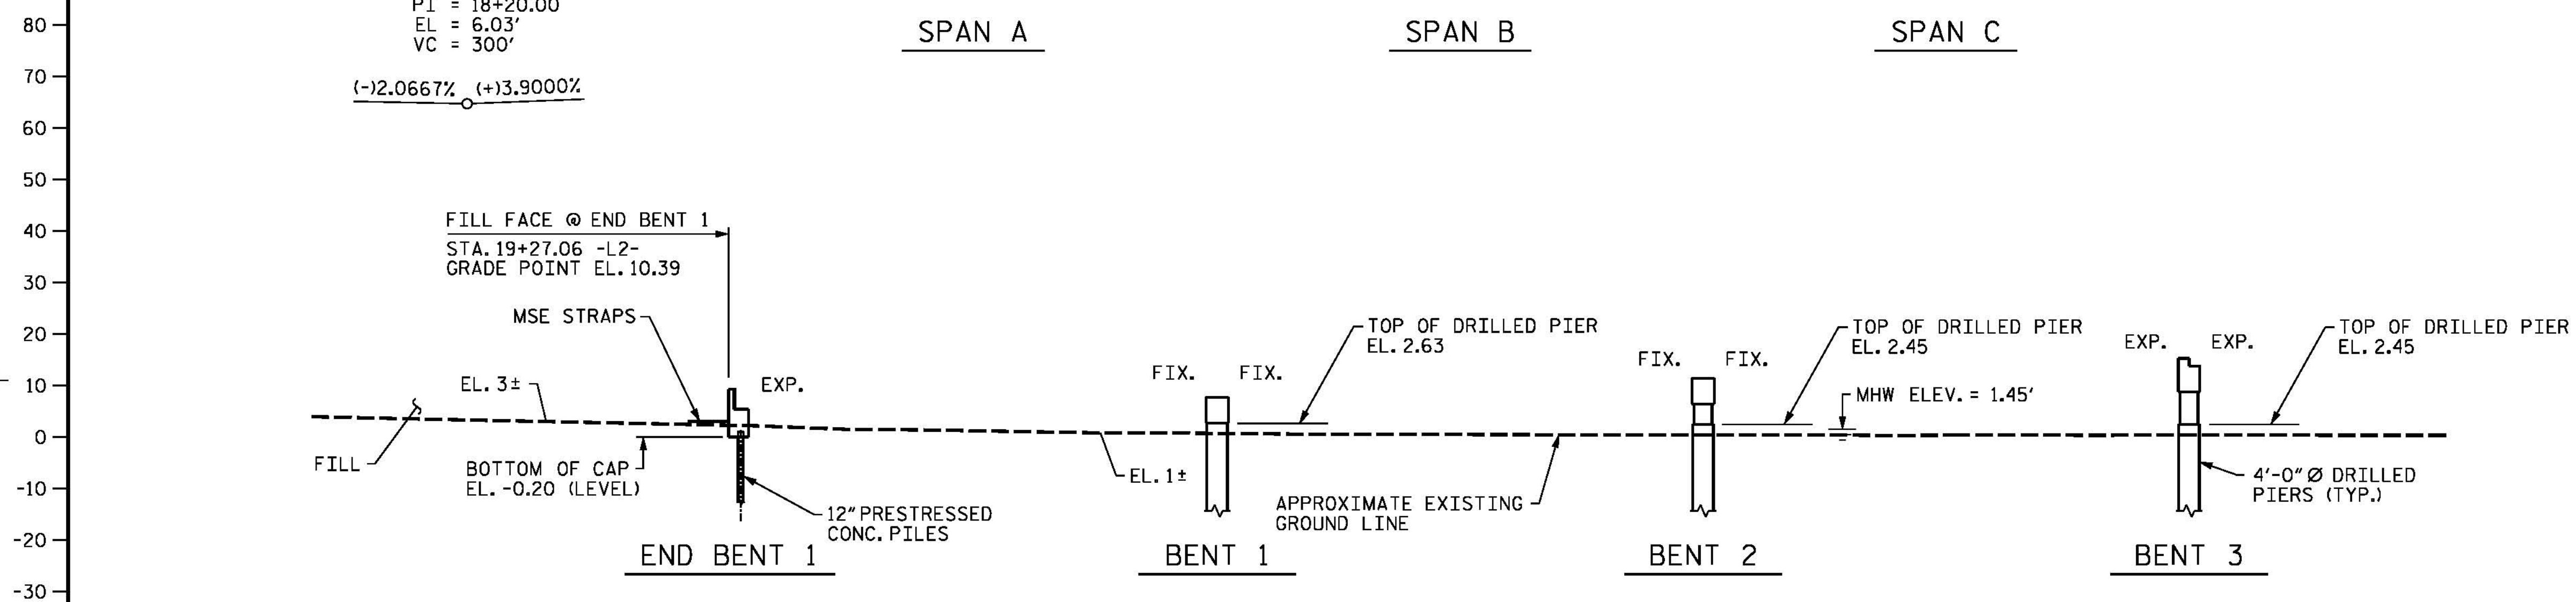 PI = 18+20.00
EL = 6.03'
VC = 300'
(-)2.0667% (+)3.9000%
SPAN A
SPAN B
SPAN C
80
70
60
50
40
30
20
10
0
-10
-20
-30
FILL FACE @ END BENT 1
STA. 19+27.06 -L2-
GRADE POINT EL. 10.39
MSE STRAPS
EL. 3±
EXP.
FILL
BOTTOM OF CAP
EL. -0.20 (LEVEL)
12" PRESTRESSED
CONC. PILES
END BENT 1
FIX. FIX.
TOP OF DRILLED PIER
EL. 2.63
EL. 1±
BENT 1
APPROXIMATE EXISTING
GROUND LINE
FIX. FIX.
TOP OF DRILLED PIER
EL. 2.45
MHW ELEV. = 1.45'
BENT 2
EXP. EXP.
TOP OF DRILLED PIER
EL. 2.45
4'-0" Ø DRILLED
PIERS (TYP.)
BENT 3